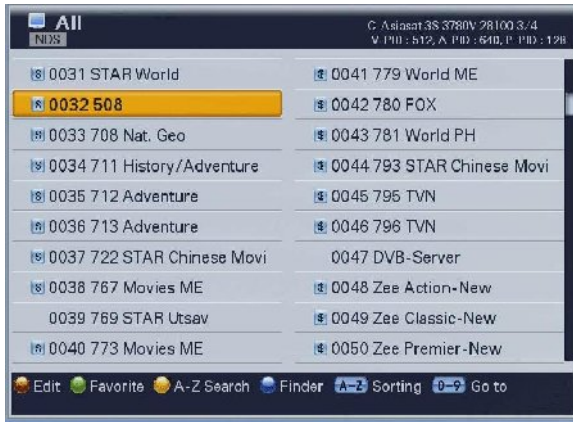 All
NDS
C Asiasat 3S 3780V 28100 3/4
V-PID : 512, A-PID : 640, P-PID : 128
0031 STAR World
0032 508
0033 708 Nat. Geo
0034 711 History/Adventure
0035 712 Adventure
0036 713 Adventure
0037 722 STAR Chinese Movi
0038 767 Movies ME
0039 769 STAR Utsav
0040 773 Movies ME
$ 0041 779 World ME
$ 0042 780 FOX
$ 0043 781 World PH
$ 0044 793 STAR Chinese Movi
$ 0045 795 TVN
$ 0046 796 TVN
0047 DVB-Server
$ 0048 Zee Action-New
$ 0049 Zee Classic-New
$ 0050 Zee Premier-New
Edit Favorite A-Z Search Finder A-Z Sorting 0-9 Go to